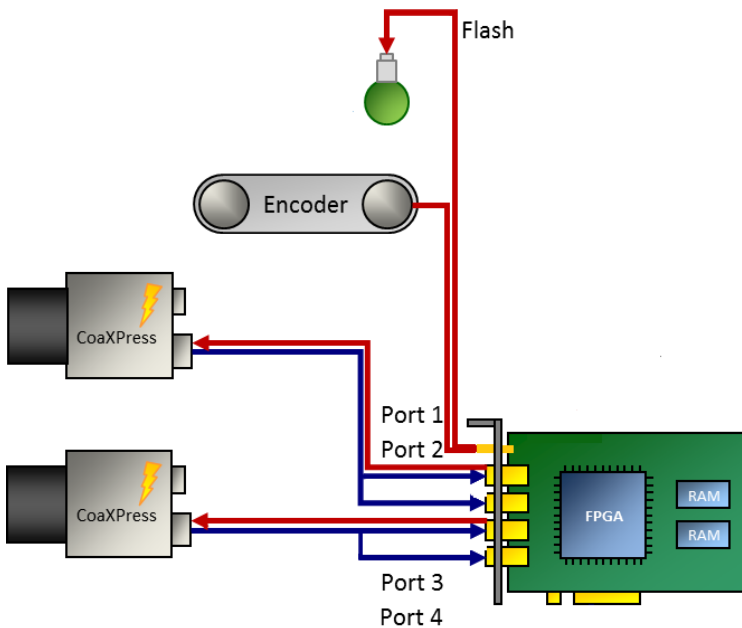 Flash
Encoder
CoaXPress
Port 1
Port 2
CoaXPress
FPGA
RAM
RAM
Port 3
Port 4